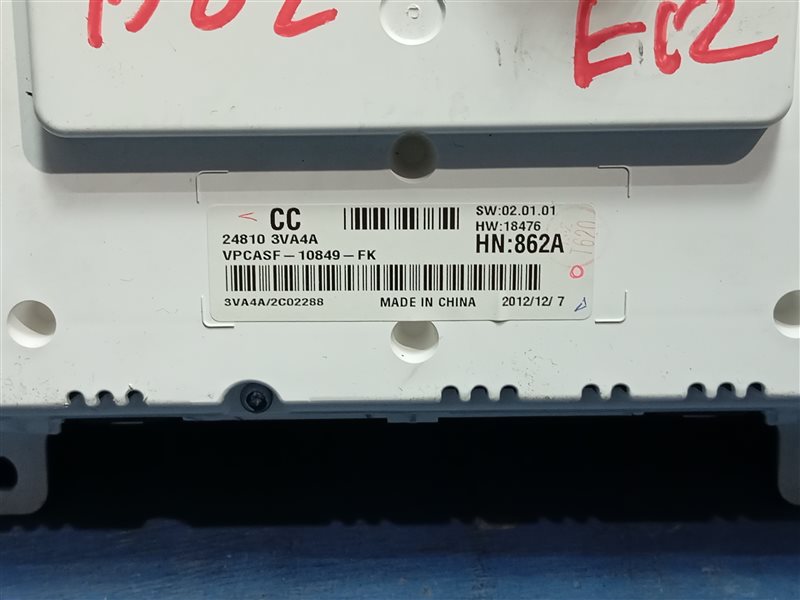 E12
CC
SW:02.01.01
HW:18476
24810 3VA4A
HN:862A
VPCASF-10849-FK
T620
3VA4A/2C02288
MADE IN CHINA
2012/12/ 7